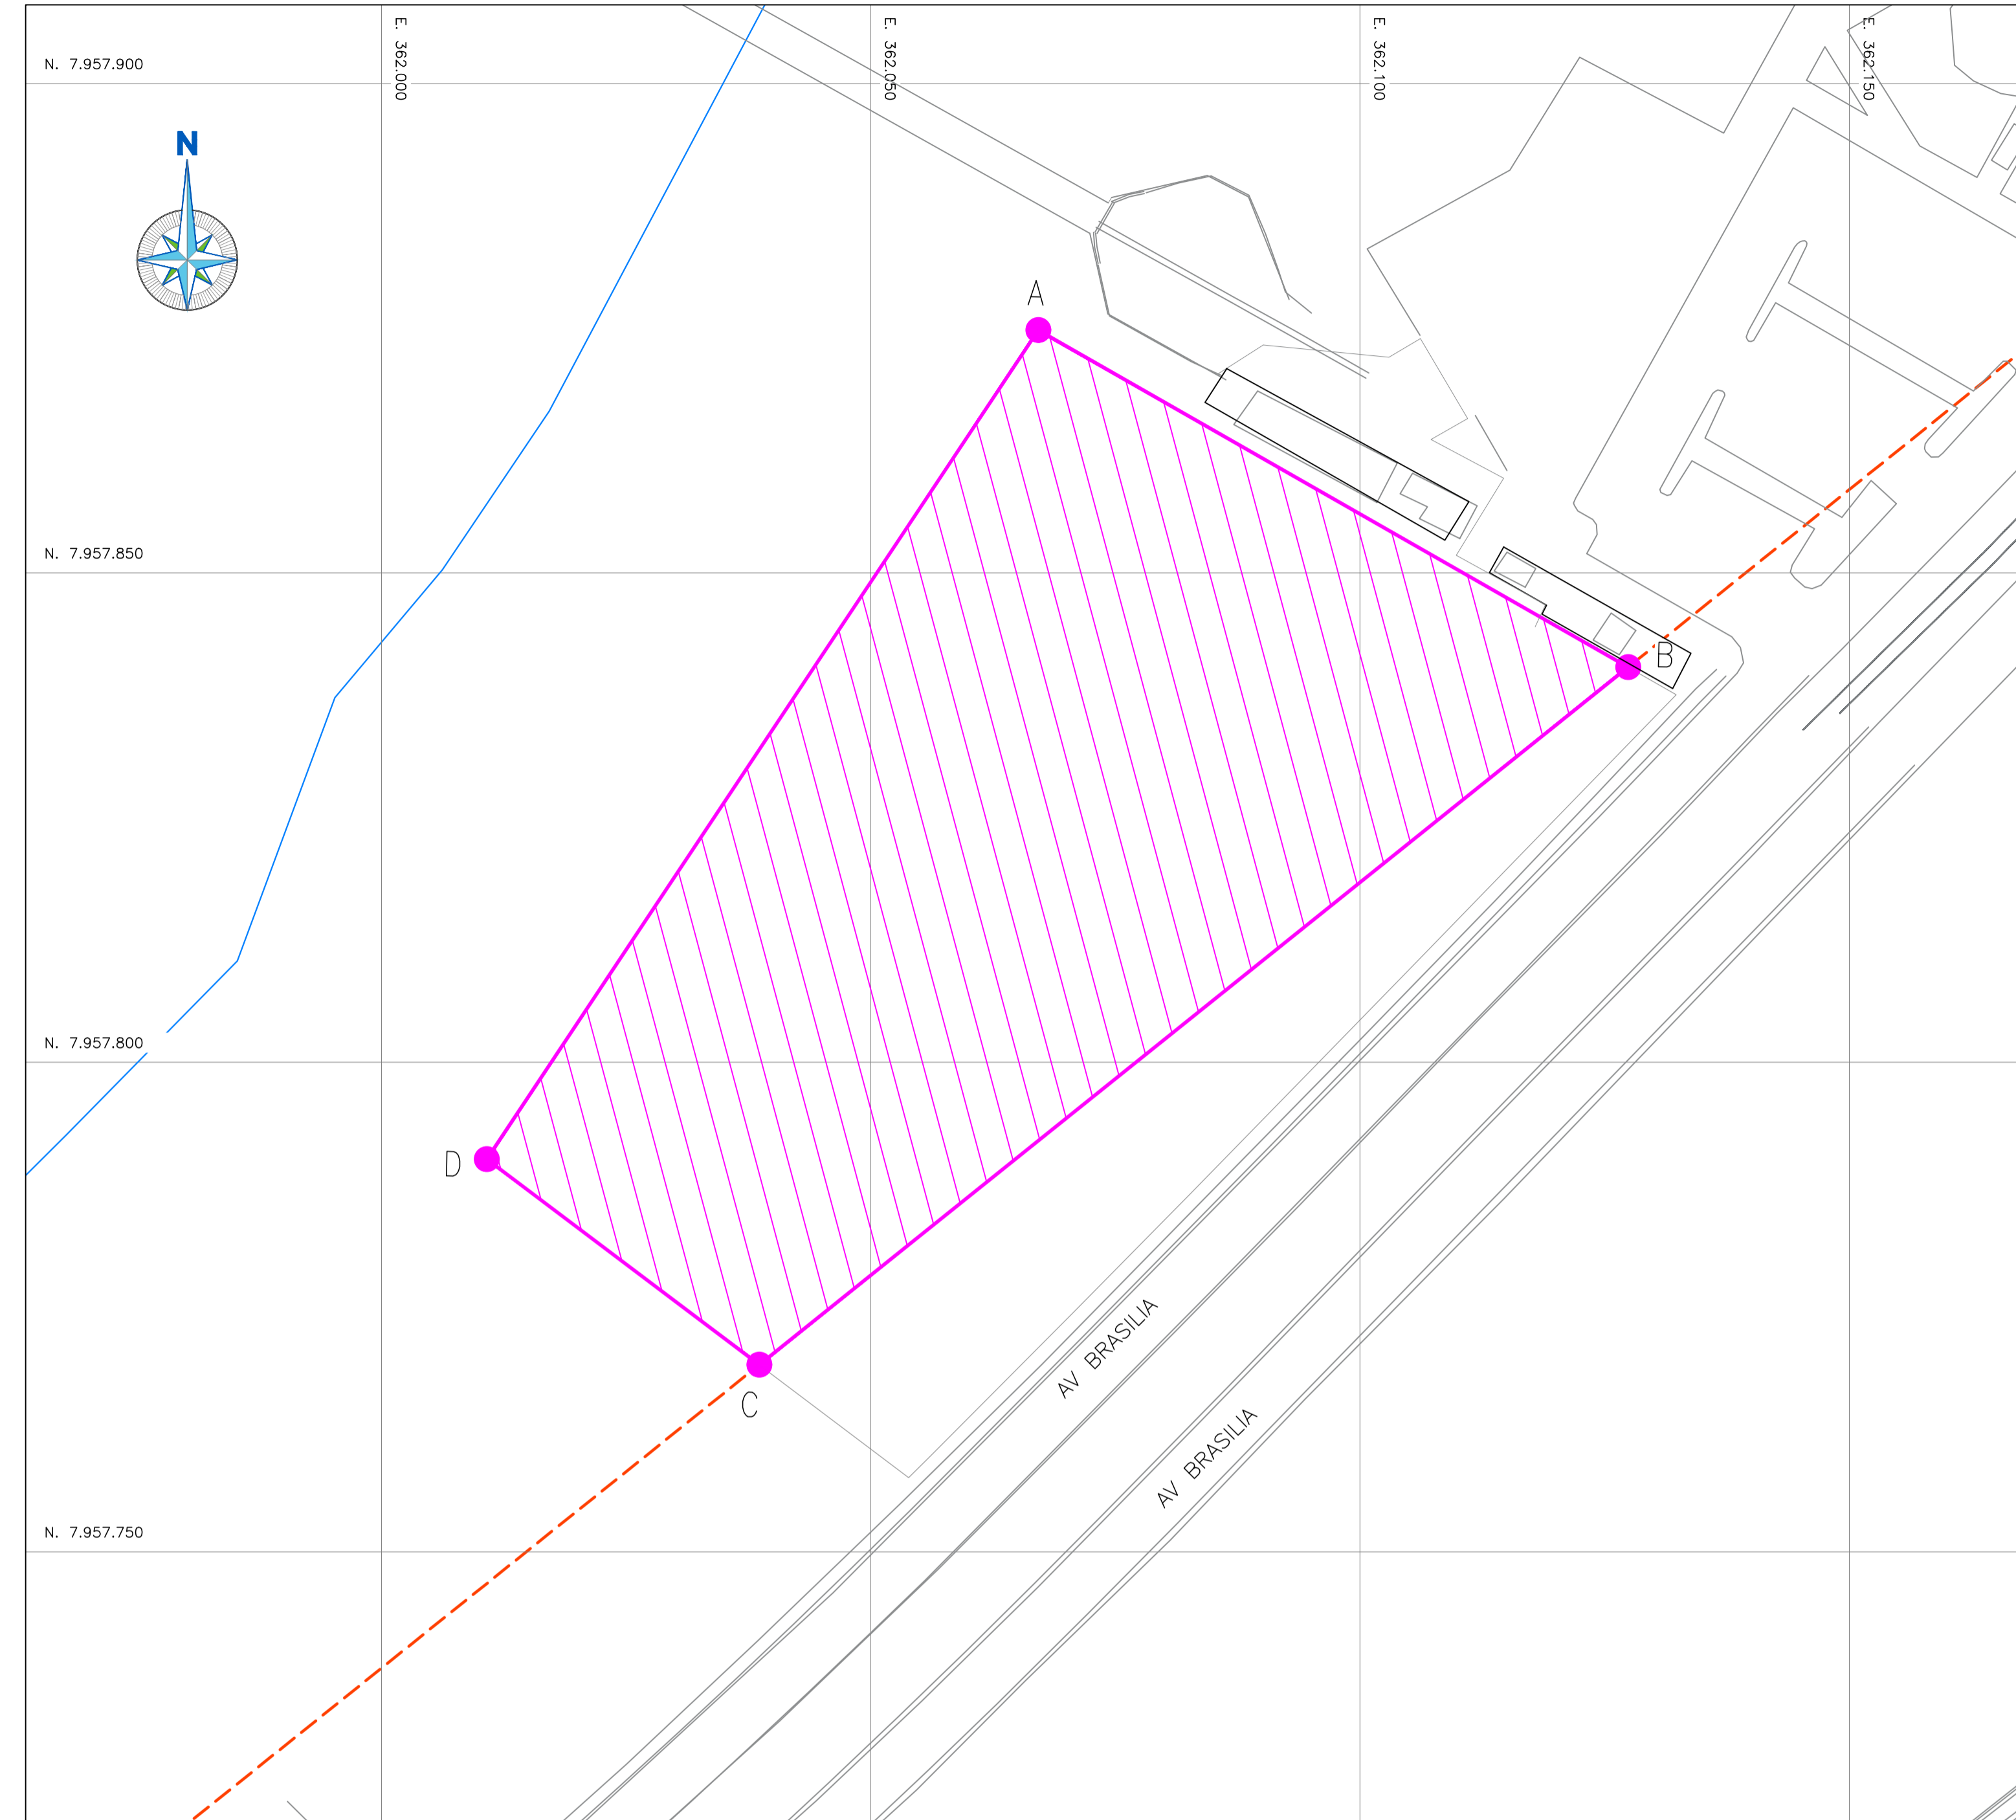 E. 362.000
E. 362.050
E. 362.100
E. 362.150
N. 7.957.900
N
A
N. 7.957.850
B
N. 7.957.800
D
AV BRASILIA
C
AV BRASILIA
N. 7.957.750